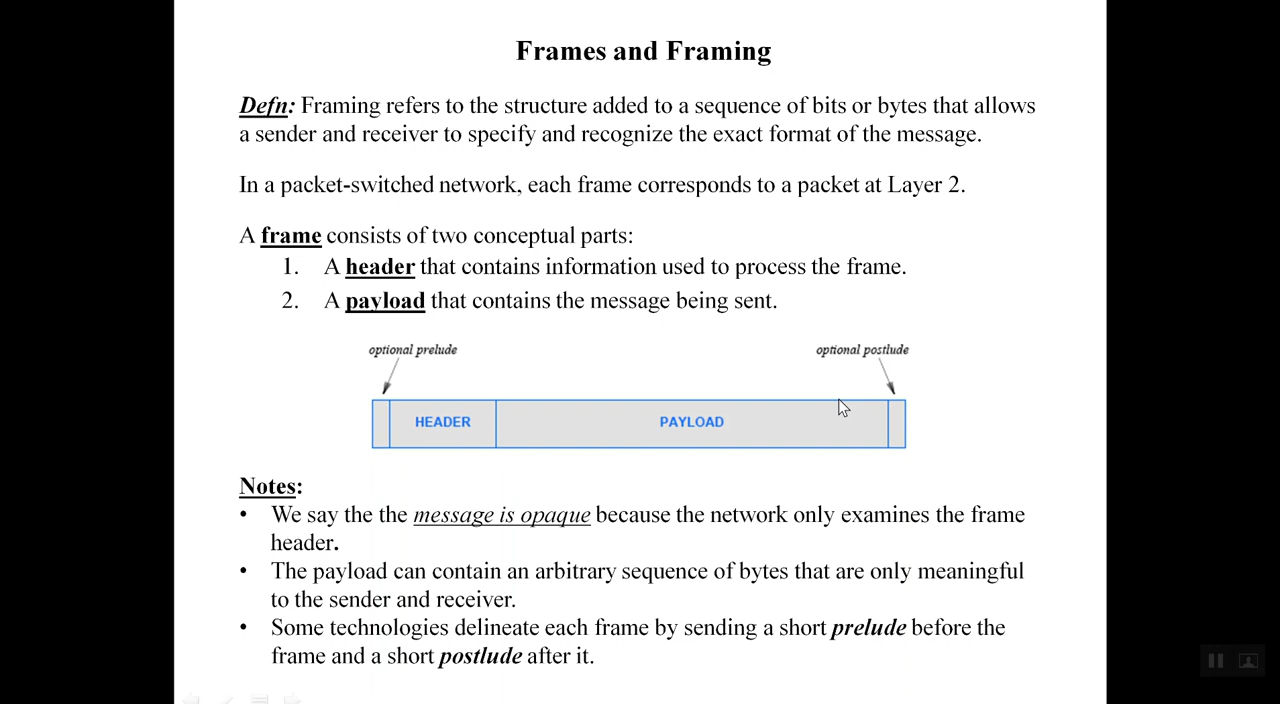 Frames and Framing
Defn: Framing refers to the structure added to a sequence of bits or bytes that allows
a sender and receiver to specify and recognize the exact format of the message.
In a packet-switched network, each frame corresponds to a packet at Layer 2.
A frame consists of two conceptual parts:
1. A header that contains information used to process the frame.
2. A payload that contains the message being sent.
optional prelude optional postlude
HEADER PAYLOAD
Notes:
• We say the the message is opaque because the network only examines the frame
header.
• The payload can contain an arbitrary sequence of bytes that are only meaningful
to the sender and receiver.
• Some technologies delineate each frame by sending a short prelude before the
frame and a short postlude after it.